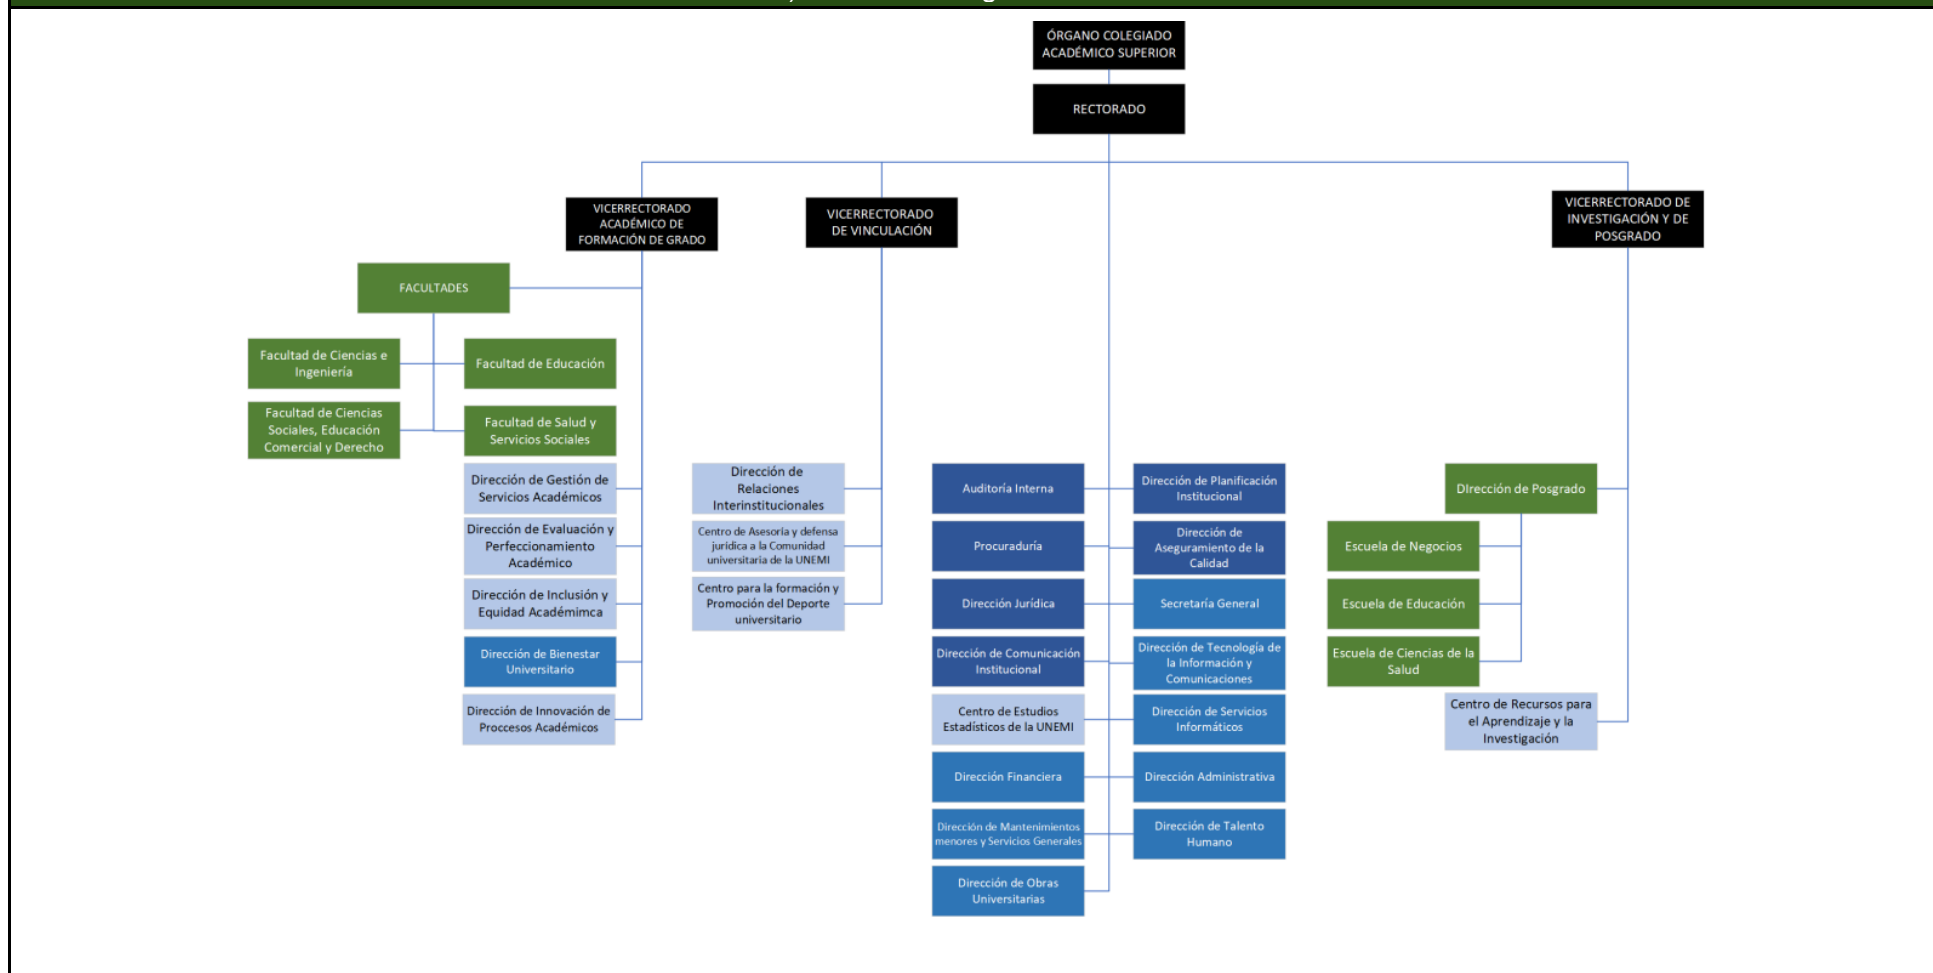 ÓRGANO COLEGIADO
ACADÉMICO SUPERIOR
RECTORADO
VICERRECTORADO
ACADÉMICO DE
FORMACIÓN DE GRADO
VICERRECTORADO
DE VINCULACIÓN
VICERRECTORADO DE
INVESTIGACIÓN Y DE
POSGRADO
FACULTADES
Facultad de Ciencias e
Ingeniería
Facultad de Educación
Facultad de Ciencias
Sociales, Educación
Comercial y Derecho
Facultad de Salud y
Servicios Sociales
Dirección de Gestión de
Servicios Académicos
Dirección de Evaluación y
Perfeccionamiento
Académico
Dirección de Inclusión y
Equidad Académimca
Dirección de Bienestar
Universitario
Dirección de Innovación de
Proccesos Académicos
Dirección de
Relaciones
Interinstitucionales
Centro de Asesoría y defensa
jurídica a la Comunidad
universitaria de la UNEMI
Centro para la formación y
Promoción del Deporte
universitario
Auditoría Interna
Dirección de Planificación
Institucional
Procuraduría
Dirección de
Aseguramiento de la
Calidad
Dirección Jurídica
Secretaría General
Dirección de Comunicación
Institucional
Dirección de Tecnología de
la Información y
Comunicaciones
Centro de Estudios
Estadísticos de la UNEMI
Dirección de Servicios
Informáticos
Dirección Financiera
Dirección Administrativa
Dirección de Mantenimientos
menores y Servicios Generales
Dirección de Talento
Humano
Dirección de Obras
Universitarias
DIrección de Posgrado
Escuela de Negocios
Escuela de Educación
Escuela de Ciencias de la
Salud
Centro de Recursos para
el Aprendizaje y la
Investigación